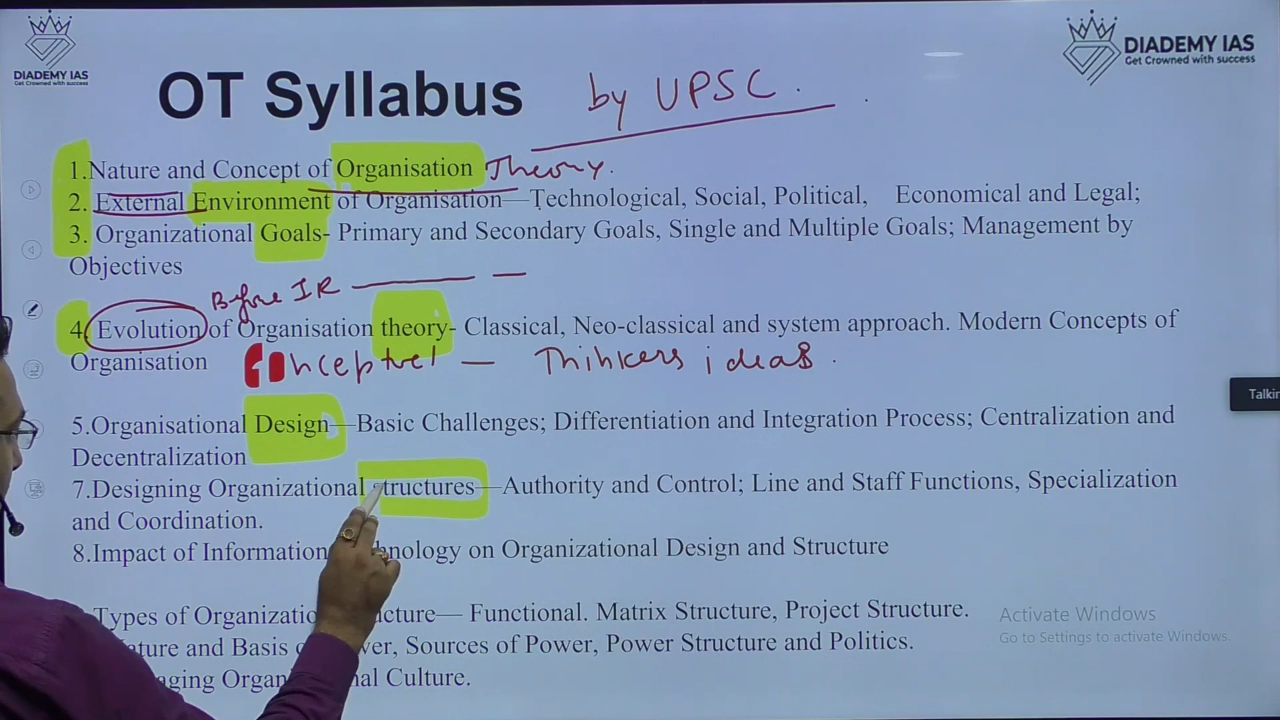 DIADEMY IAS
Get Crowned with success
DIADEMY IAS
Get Crowned with success
OT Syllabus by UPSC.
1.Nature and Concept of Organisation Theory.
2. External Environment of Organisation—Technological, Social, Political, Economical and Legal;
3. Organizational Goals- Primary and Secondary Goals, Single and Multiple Goals; Management by
Objectives
Before IR
4. Evolution of Organisation theory- Classical, Neo-classical and system approach. Modern Concepts of
Organisation Conceptuel — Thinkers ideas.
5.Organisational Design—Basic Challenges; Differentiation and Integration Process; Centralization and
Decentralization
7.Designing Organizational structures—Authority and Control; Line and Staff Functions, Specialization
and Coordination.
8.Impact of Information on Organizational Design and Structure
Types of — Functional. Matrix Structure, Project Structure.
and Basis Sources of Power, Power Structure and Politics.
Culture.
Activate Windows
Go to Settings to activate Windows.